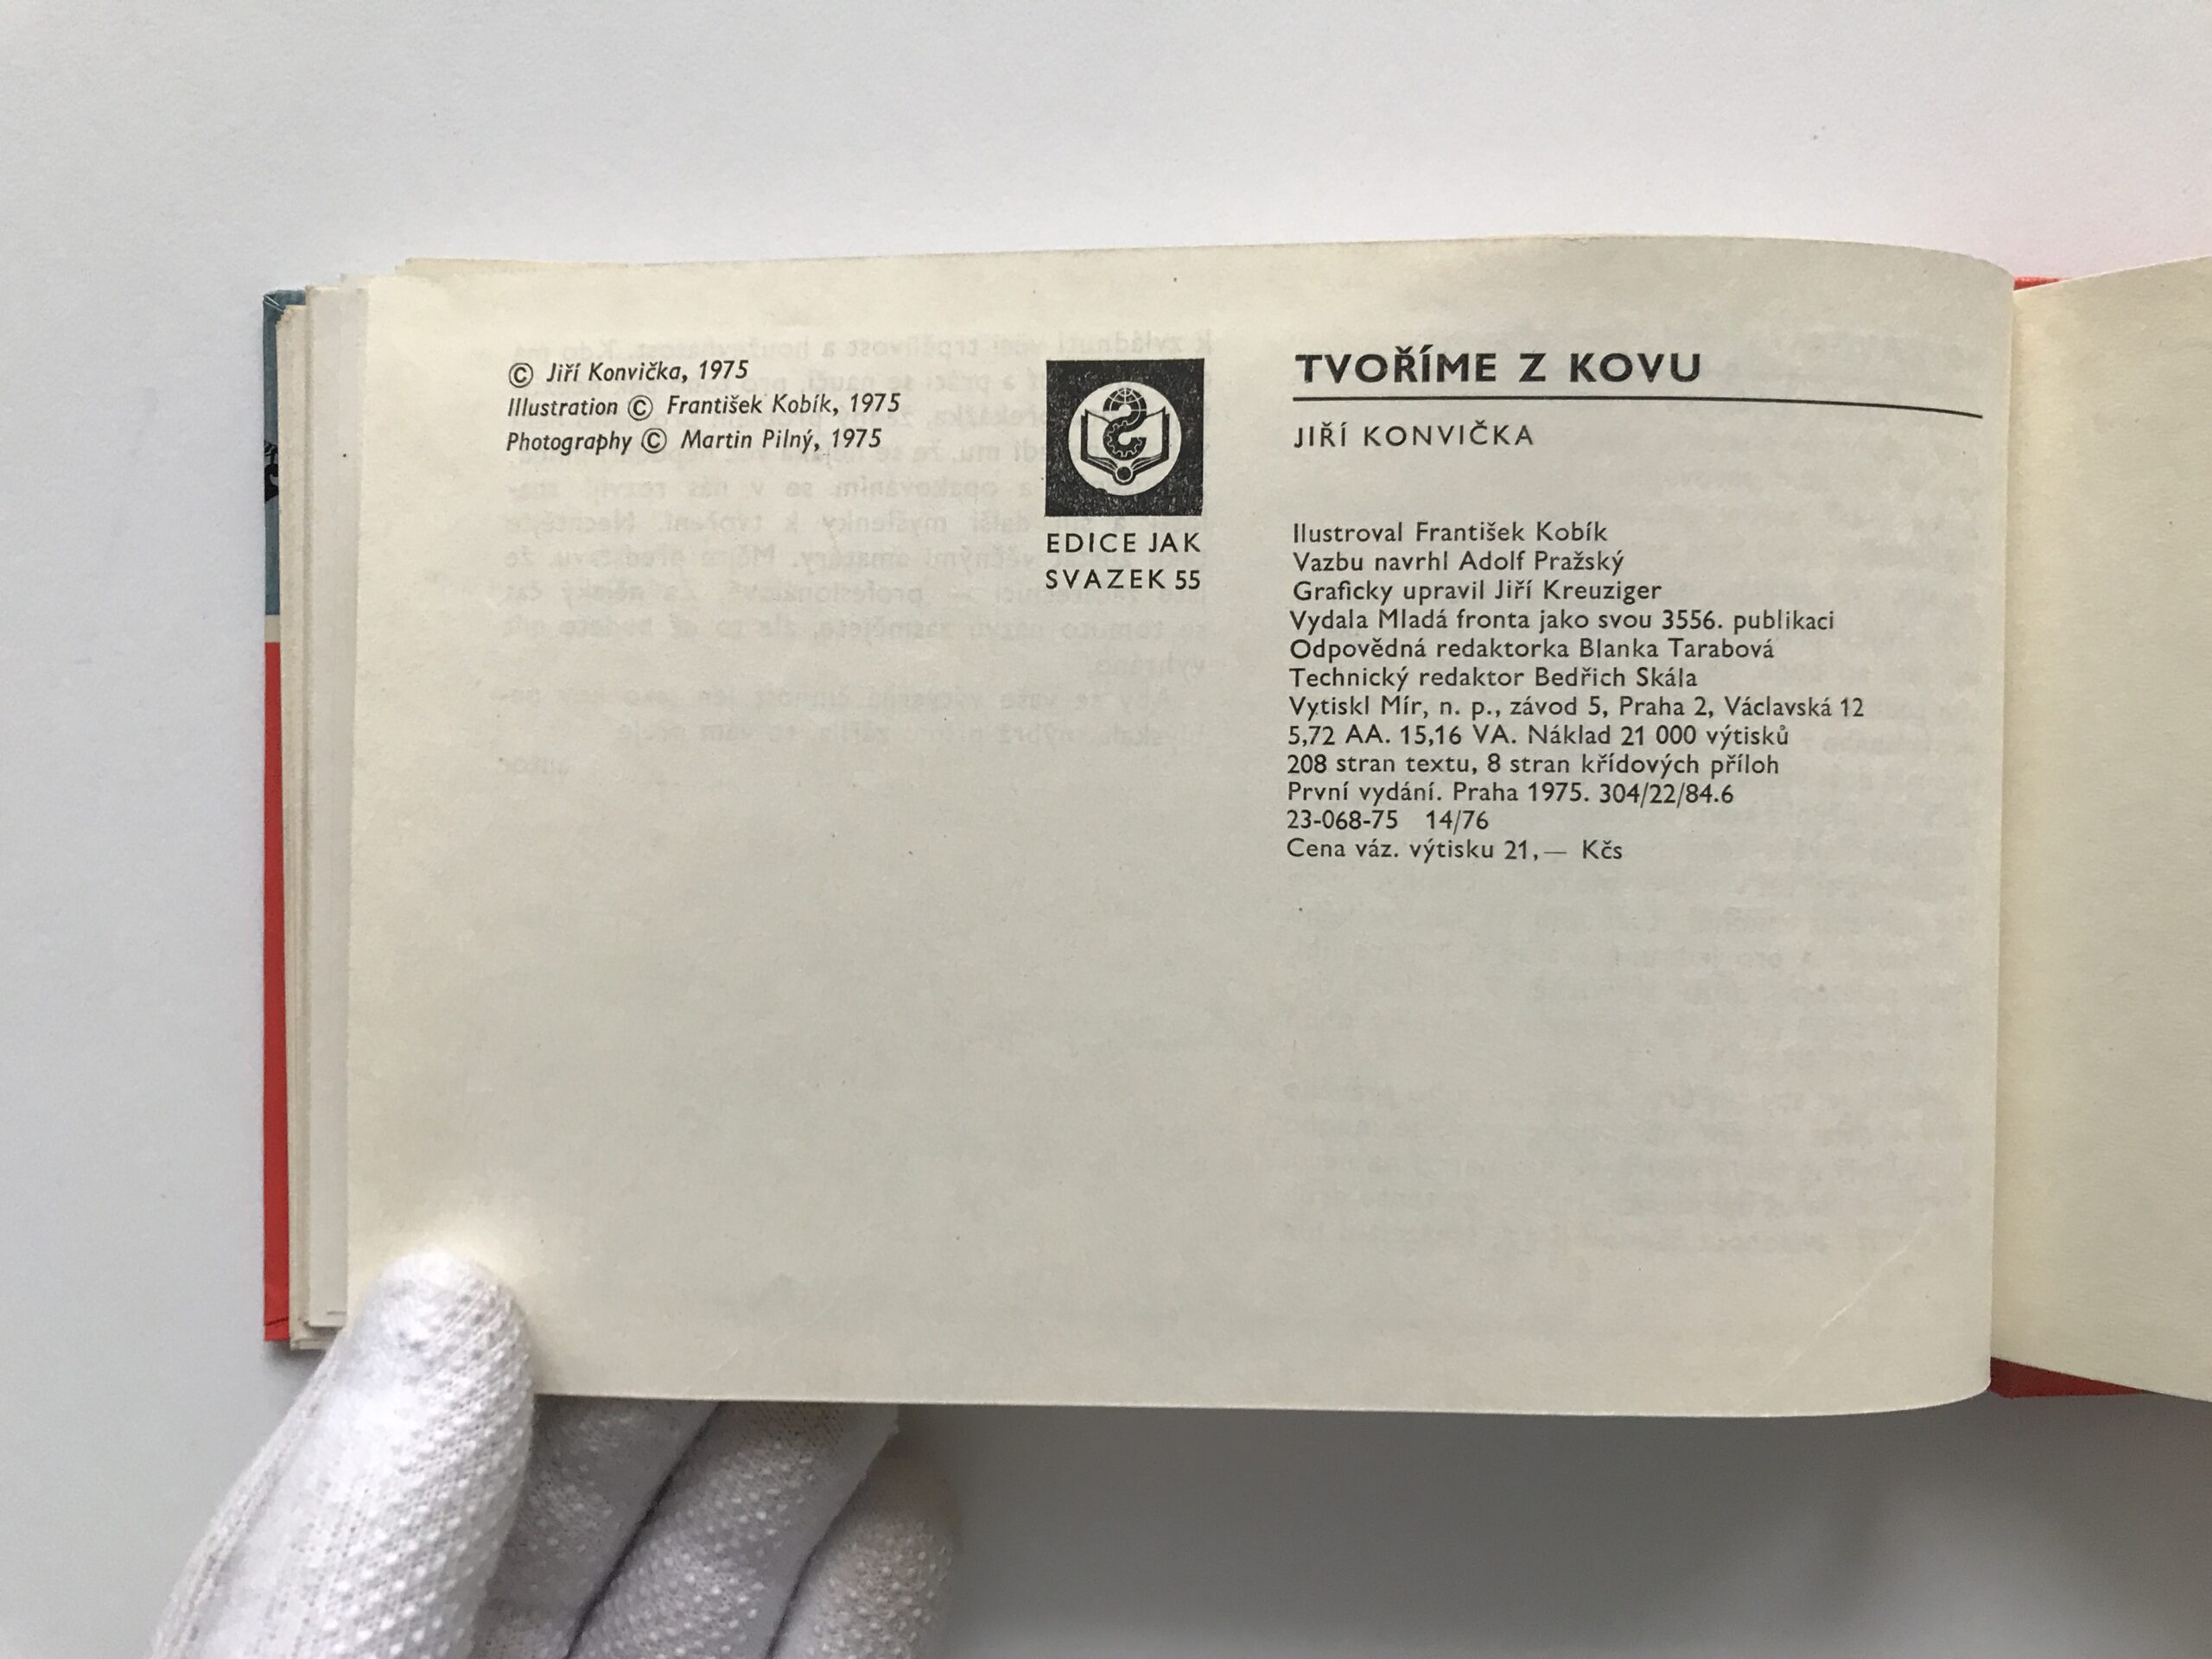 © Jiří Konvička, 1975
Illustration © František Kobík, 1975
Photography © Martin Pilný, 1975
EDICE JAK
SVAZEK 55
TVOŘÍME Z KOVU
JIŘÍ KONVIČKA
Ilustroval František Kobík
Vazbu navrhl Adolf Pražský
Graficky upravil Jiří Kreuziger
Vydala Mladá fronta jako svou 3556. publikaci
Odpovědná redaktorka Blanka Tarabová
Technický redaktor Bedřich Skála
Vytiskl Mír, n. p., závod 5, Praha 2, Václavská 12
5,72 AA. 15,16 VA. Náklad 21 000 výtisků
208 stran textu, 8 stran křídových příloh
První vydání. Praha 1975. 304/22/84.6
23-068-75 14/76
Cena váz. výtisku 21,— Kčs